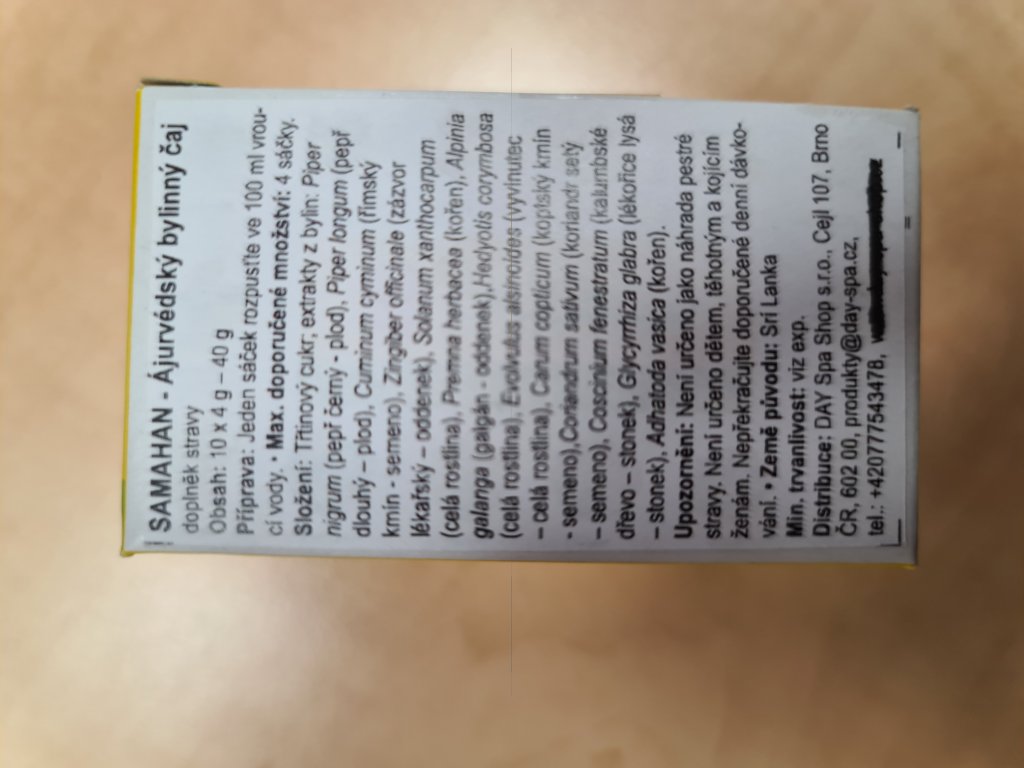 SAMAHAN - Ájurvédský bylinný čaj
doplněk stravy
Obsah: 10 x 4 g – 40 g
Příprava: Jeden sáček rozpusťte ve 100 ml vrou-
cí vody. • Max. doporučené množství: 4 sáčky.
Složení: Třtinový cukr, extrakty z bylin: Piper
nigrum (pepř černý - plod), Piper longum (pepř
dlouhý – plod), Cuminum cyminum (římský
kmín - semeno), Zingiber officinale (zázvor
lékařský – oddenek), Solanum xanthocarpum
(celá rostlina), Premna herbacea (kořen), Alpinia
galanga (galgán - oddenek),Hedyotis corymbosa
(celá rostlina), Evolvulus alsinoides (vyvinutec
– celá rostlina), Carum copticum (koptský kmín
- semeno),Coriandrum sativum (koriandr setý
– semeno), Coscinium fenestratum (kalumbské
dřevo – stonek), Glycyrrhiza glabra (lékořice lysá
– stonek), Adhatoda vasica (kořen).
Upozornění: Není určeno jako náhrada pestré
stravy. Není určeno dětem, těhotným a kojícím
ženám. Nepřekračujte doporučené denní dávko-
vání. • Země původu: Srí Lanka
Min. trvanlivost: viz exp.
Distribuce: DAY Spa Shop s.r.o., Cejl 107, Brno
ČR, 602 00, produkty@day-spa.cz,
tel.: +420777543478,